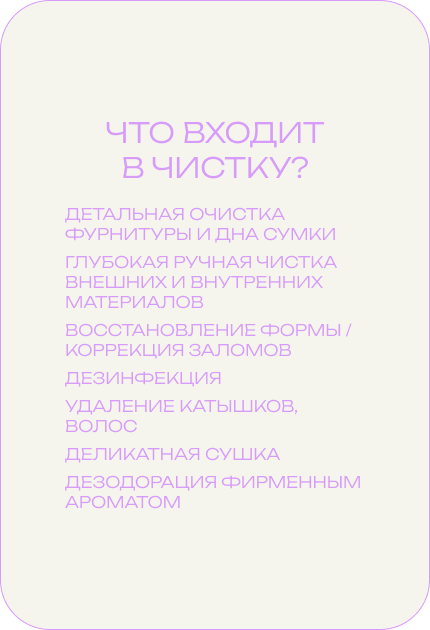 ЧТО ВХОДИТ
В ЧИСТКУ?
ДЕТАЛЬНАЯ ОЧИСТКА
ФУРНИТУРЫ И ДНА СУМКИ
ГЛУБОКАЯ РУЧНАЯ ЧИСТКА
ВНЕШНИХ И ВНУТРЕННИХ
МАТЕРИАЛОВ
ВОССТАНОВЛЕНИЕ ФОРМЫ /
КОРРЕКЦИЯ ЗАЛОМОВ
ДЕЗИНФЕКЦИЯ
УДАЛЕНИЕ КАТЫШКОВ,
ВОЛОС
ДЕЛИКАТНАЯ СУШКА
ДЕЗОДОРАЦИЯ ФИРМЕННЫМ
АРОМАТОМ